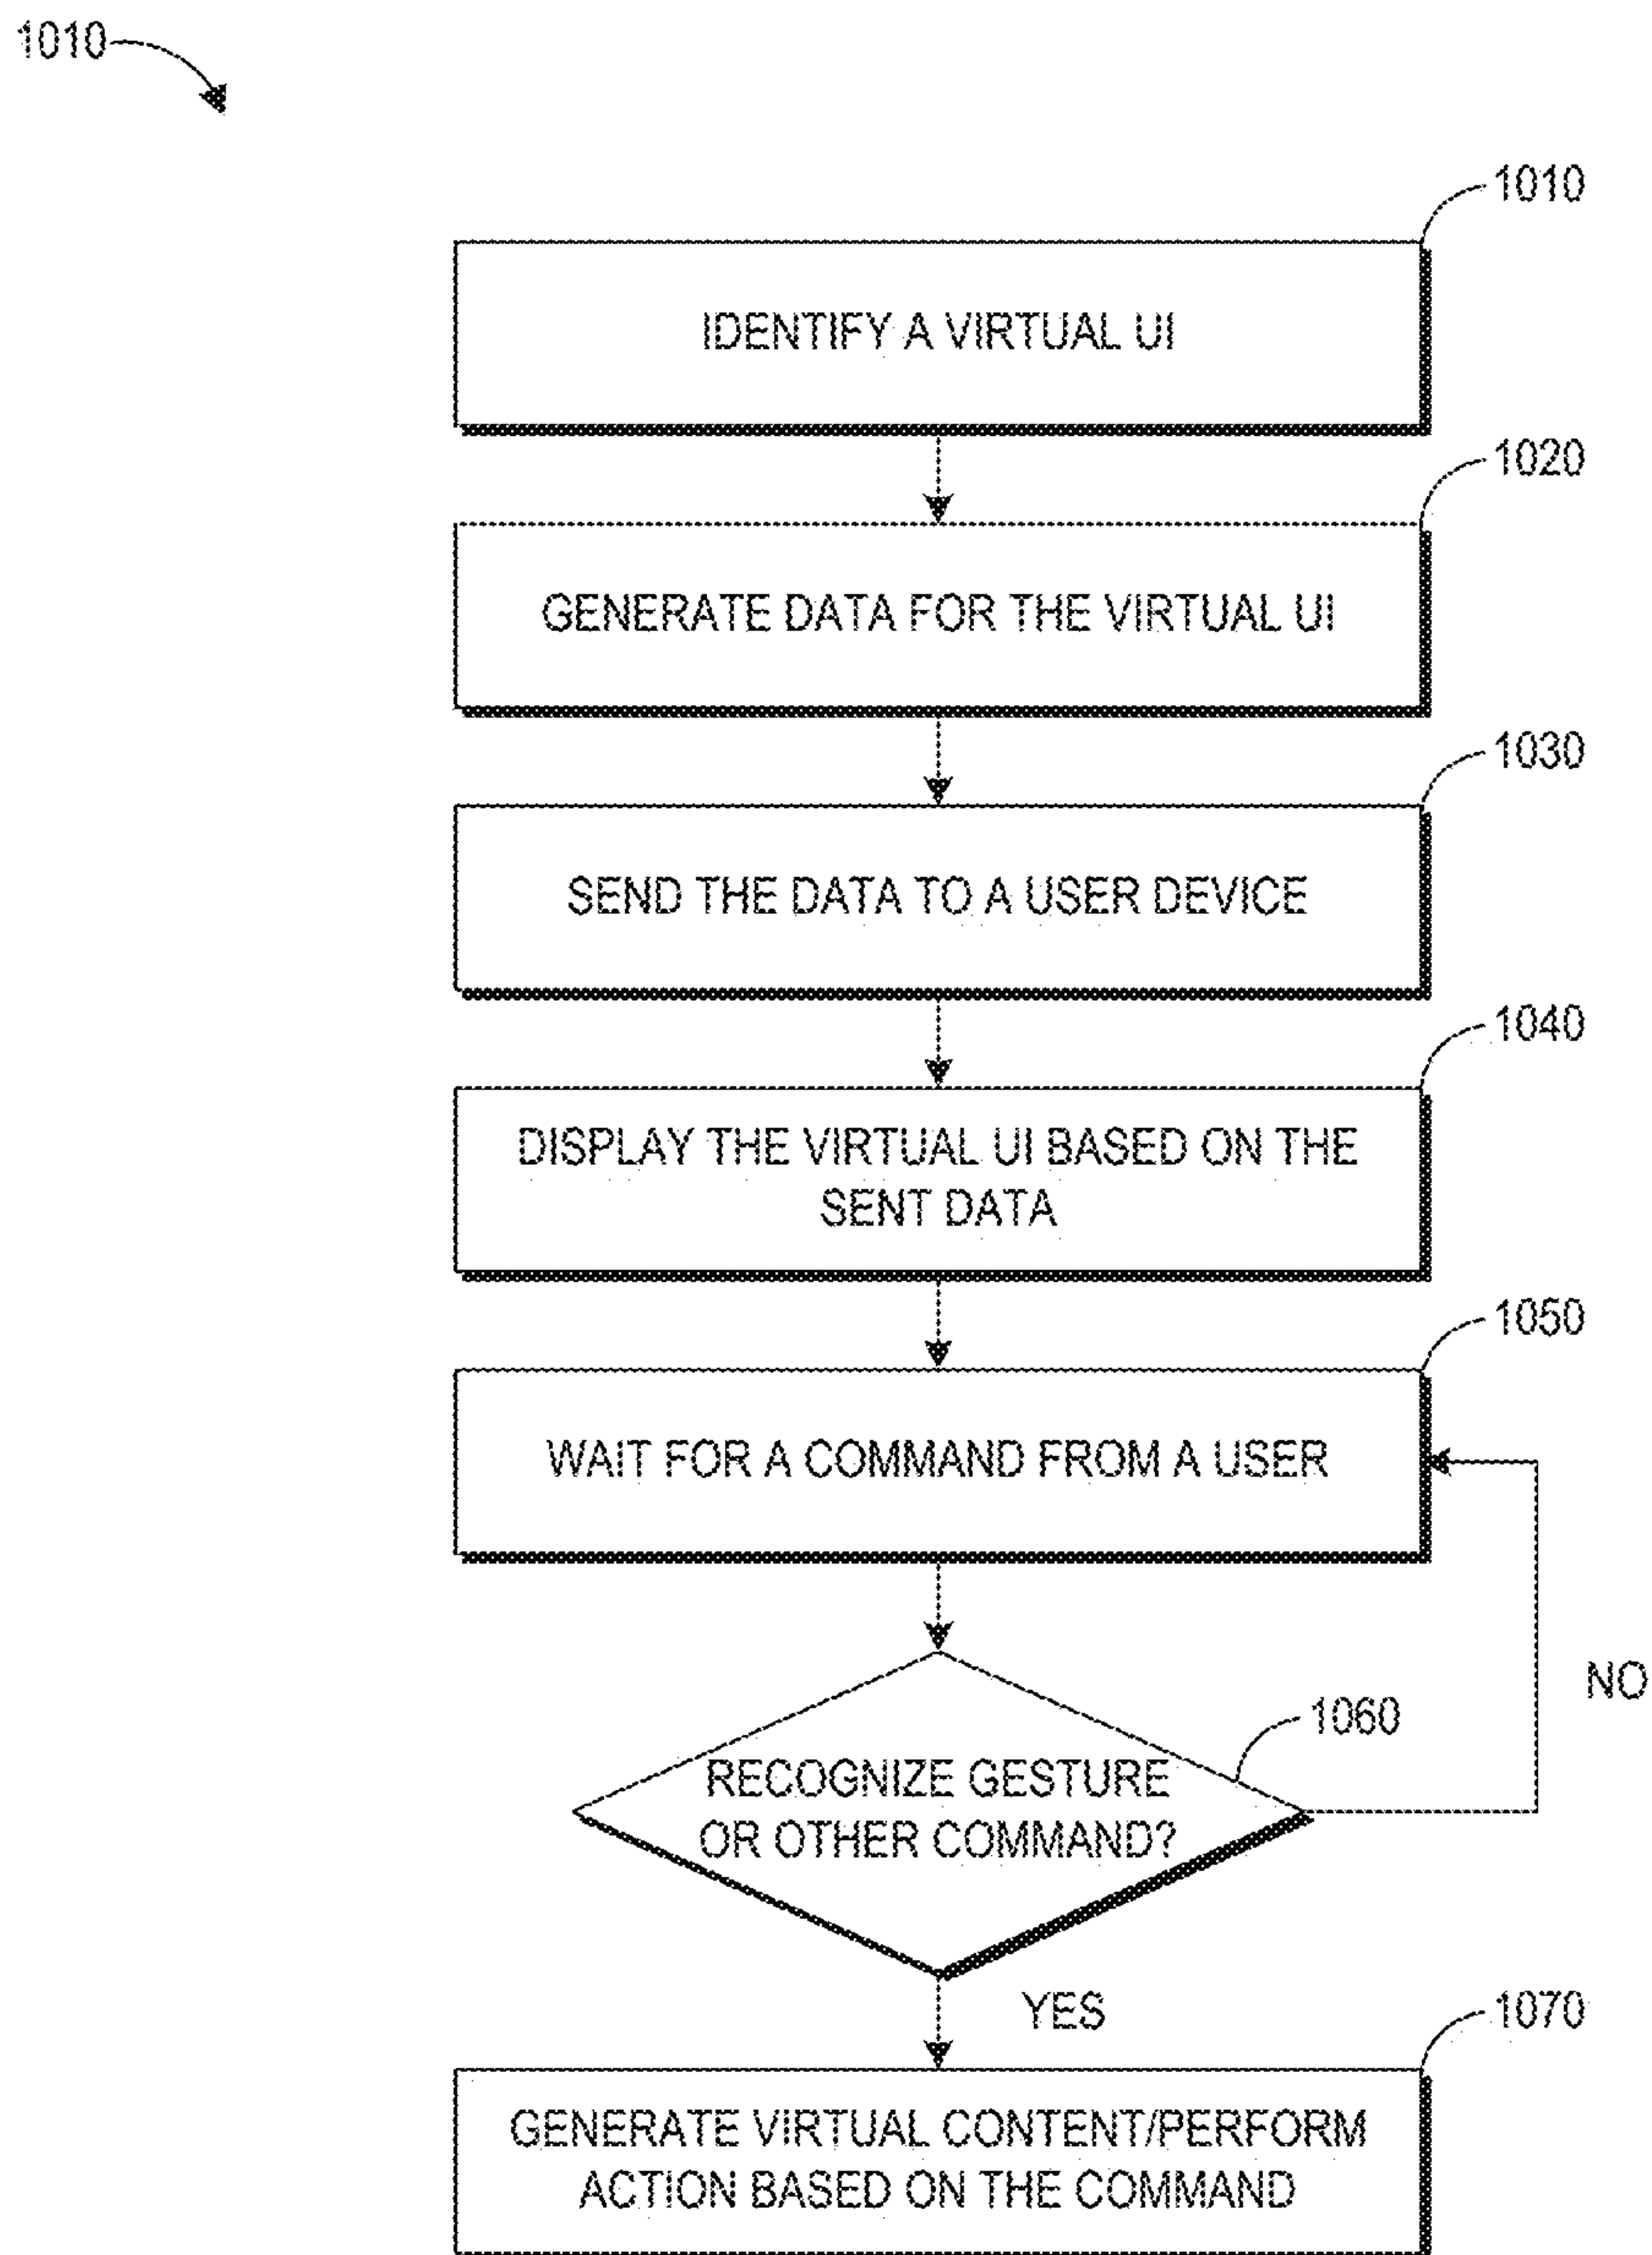 1010
1010
IDENTIFY A VIRTUAL UI
1020
GENERATE DATA FOR THE VIRTUAL UI
1030
SEND THE DATA TO A USER DEVICE
1040
DISPLAY THE VIRTUAL UI BASED ON THE
SENT DATA
1050
WAIT FOR A COMMAND FROM A USER
NO
1060
RECOGNIZE GESTURE
OR OTHER COMMAND?
YES
1070
GENERATE VIRTUAL CONTENT/PERFORM
ACTION BASED ON THE COMMAND